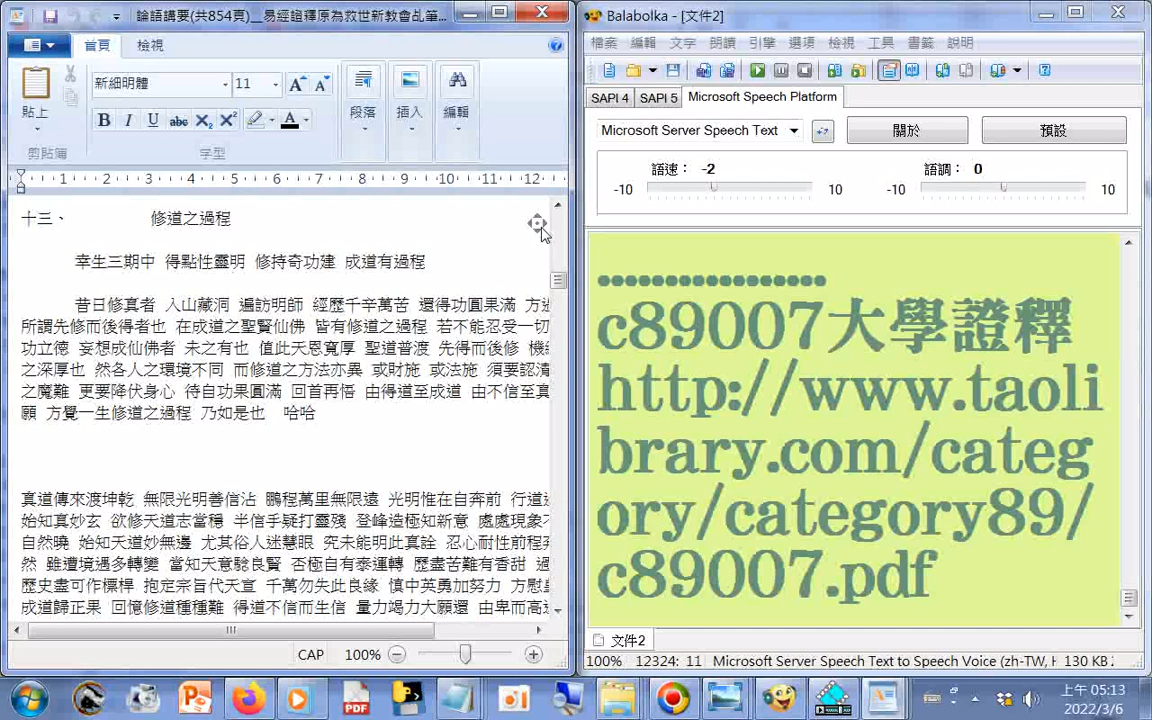 論語講要(共854頁)__易經證釋原為救世新教會乩筆...
首頁 檢視
新細明體 11
貼上
B I U abc X₂ X² A
段落 插入 編輯
剪貼簿 字型
1 2 3 4 5 6 7 8 9 10 11 12
十三、 修道之過程
幸生三期中 得點性靈明 修持奇功建 成道有過程
昔日修真者 入山藏洞 遍訪明師 經歷千辛萬苦 還得功圓果滿 方
所謂先修而後得者也 在成道之聖賢仙佛 皆有修道之過程 若不能忍受一切
功立德 妄想成仙佛者 未之有也 值此天恩寬厚 聖道普渡 先得而後修 機
之深厚也 然各人之環境不同 而修道之方法亦異 或財施 或法施 須要認清
之魔難 更要降伏身心 待自功果圓滿 回首再悟 由得道至成道 由不信至真
願 方覺一生修道之過程 乃如是也 哈哈
真道傳來渡坤乾 無限光明善信沾 鵬程萬里無限遠 光明惟在自奔前 行道
始知真妙玄 欲修天道志當穩 半信乎疑打靈殘 登峰造極知新意 處處現象
自然曉 始知天道妙無邊 尤其俗人迷慧眼 究未能明此真詮 忍心耐性前程
然 雖遭境遇多轉變 當知天意騐良賢 否極自有泰運轉 歷盡苦難有香甜 過
歷史盡可作標桿 抱定宗旨代天宣 千萬勿失此良緣 慎中英勇加努力 方慰
成道歸正果 回憶修道種種難 得道不信而生信 量力竭力大願還 由卑而高
CAP 100%
Balabolka - [文件2]
檔案 編輯 文字 朗讀 引擎 選項 檢視 工具 書籤 說明
SAPI 4 SAPI 5 Microsoft Speech Platform
Microsoft Server Speech Text 關於 預設
語速： -2 語調： 0
-10 10 -10 10
••••••••••••••••••
c89007大學證釋
http://www.taoli
brary.com/categ
ory/category89/
c89007.pdf
文件2
100% 12324: 11 Microsoft Server Speech Text to Speech Voice (zh-TW, H 130 KB
上午 05:13
2022/3/6